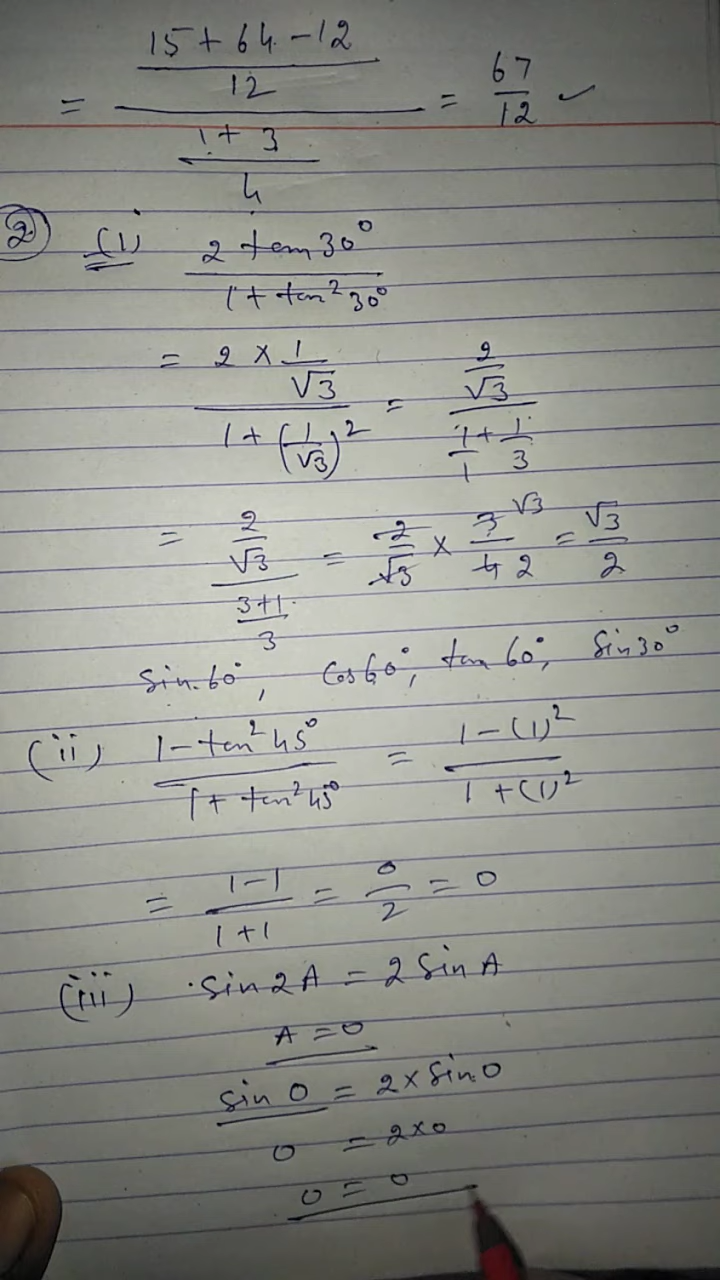 = ((15 + 64 - 12)/12)/((1 + 3)/4) = 67/12 ✓
② (i) (2 tan 30°)/(1 + tan² 30°)
= (2 × 1/√3)/(1 + (1/√3)²) = (2/√3)/(1/1 + 1/3)
= (2/√3)/((3+1)/3) = 2/√3 × 3/4 √3 2 = √3/2
Sin 60°, Cos 60°, tan 60°, Sin 30°
(ii) (1 - tan² 45°)/(1 + tan² 45°) = (1 - (1)²)/(1 + (1)²)
= (1-1)/(1+1) = 0/2 = 0
(iii) Sin 2A = 2 Sin A
A = 0
Sin 0 = 2 × Sin 0
0 = 2×0
0 = 0